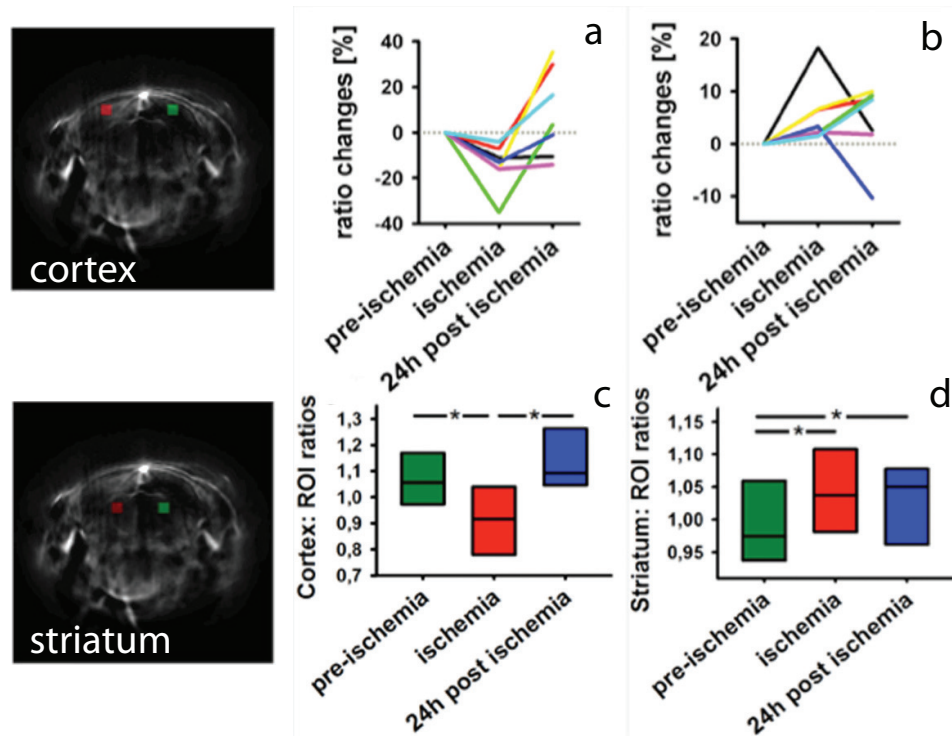 cortex
a
ratio changes [%]
40
20
0
-20
-40
pre-ischemia
ischemia
24h post ischemia
b
ratio changes [%]
20
10
0
-10
pre-ischemia
ischemia
24h post ischemia
striatum
c
Cortex: ROI ratios
1,3
1,2
1,1
1,0
0,9
0,8
0,7
* *
pre-ischemia
ischemia
24h post ischemia
d
Striatum: ROI ratios
1,15
1,10
1,05
1,00
0,95
*
*
pre-ischemia
ischemia
24h post ischemia